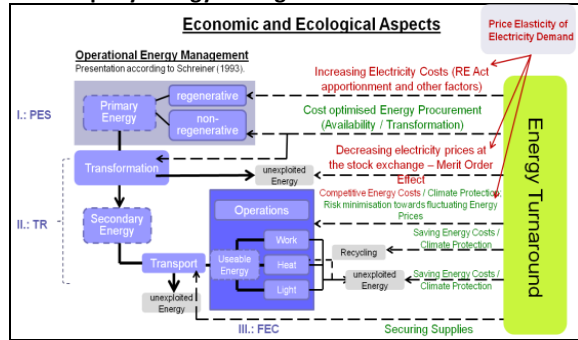 Economic and Ecological Aspects
Price Elasticity of
Electricity Demand
Operational Energy Management
Presentation according to Schreiner (1993).
I.: PES
Primary
Energy
regenerative
non-
regenerative
Increasing Electricity Costs (RE Act
apportionment and other factors)
Cost optimised Energy Procurement
(Availability / Transformation)
Transformation
unexploited
Energy
Decreasing electricity prices at
the stock exchange – Merit Order
Effect
Competitive Energy Costs / Climate Protection
Risk minimisation towards fluctuating Energy
Prices
II.: TR
Secondary
Energy
Operations
Transport
Useable
Energy
Work
Heat
Light
Recycling
unexploited
Energy
Saving Energy Costs /
Climate Protection
Saving Energy Costs /
Climate Protection
unexploited
Energy
III.: FEC
Securing Supplies
Energy Turnaround